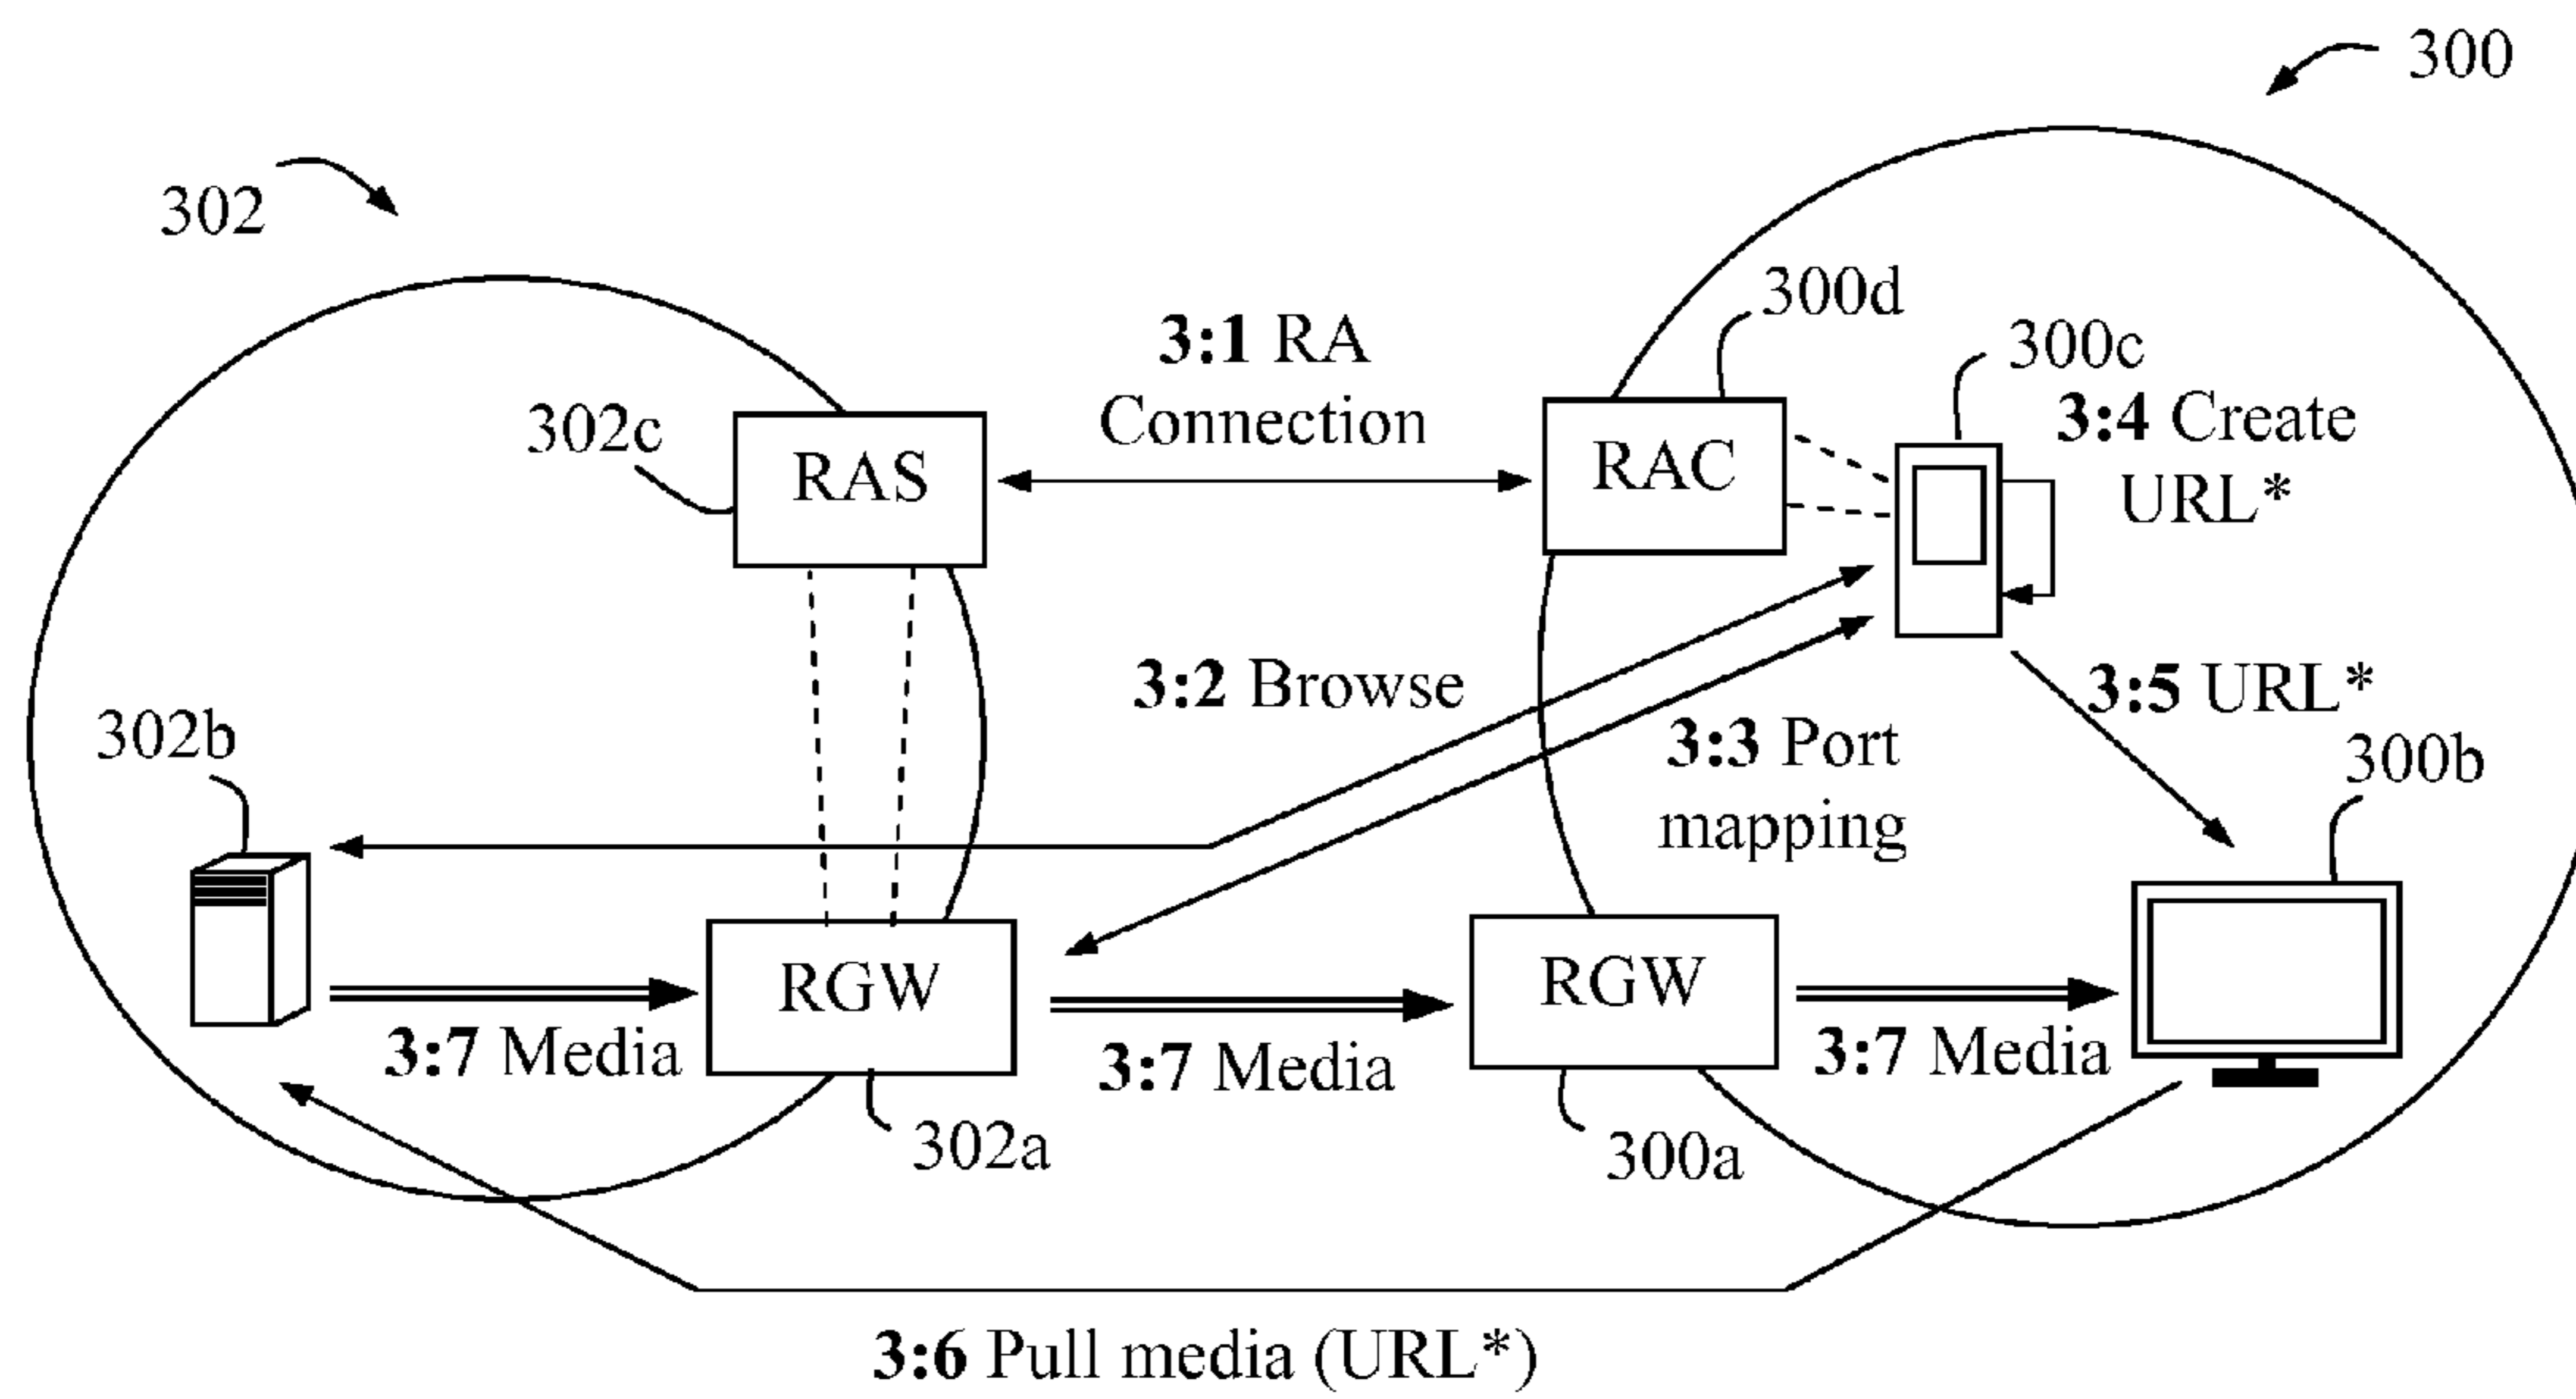 300
302
300d
3:1 RA
Connection
300c
302c
RAS
RAC
3:4 Create
URL*
3:2 Browse
3:5 URL*
302b
3:3 Port
mapping
300b
RGW
RGW
3:7 Media
3:7 Media
3:7 Media
302a
300a
3:6 Pull media (URL*)